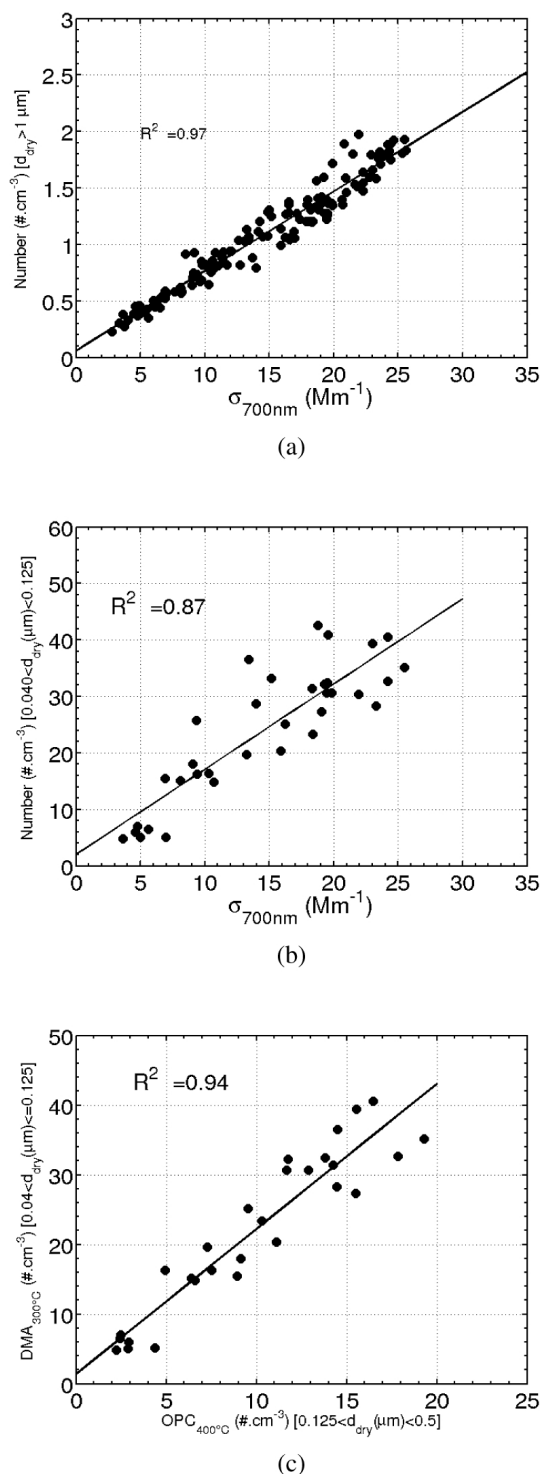 3
2.5
2
1.5
1
0.5
0
Number (#.cm⁻³) [d_dry>1 μm]
R² =0.97
0 5 10 15 20 25 30 35
σ_700nm (Mm⁻¹)
(a)
60
50
40
30
20
10
0
Number (#.cm⁻³) [0.040<d_dry(μm)<0.125]
R² =0.87
0 5 10 15 20 25 30 35
σ_700nm (Mm⁻¹)
(b)
50
40
30
20
10
0
DMA_300°C (#.cm⁻³) [0.04<d_dry(μm)<=0.125]
R² =0.94
0 5 10 15 20 25
OPC_400°C (#.cm⁻³) [0.125<d_dry(μm)<0.5]
(c)